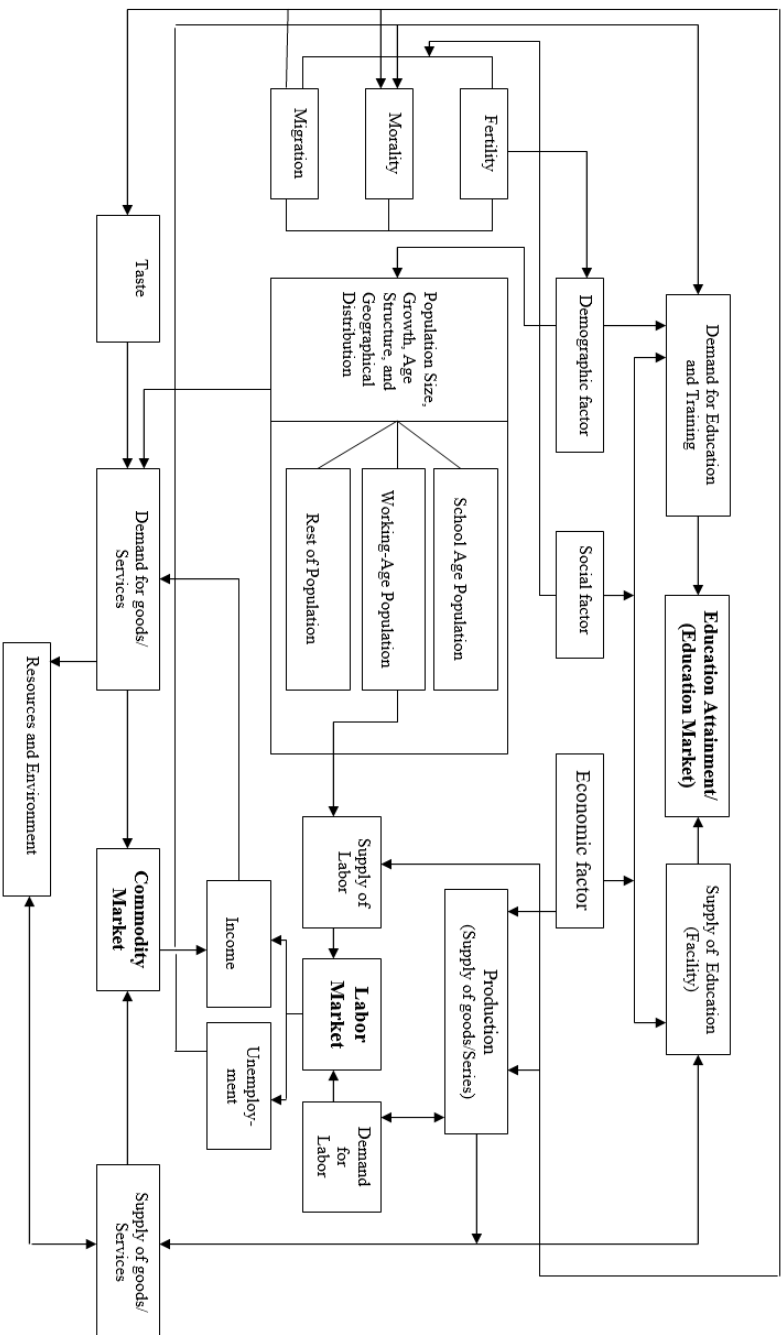 Demand for Education
and Training
Education Attainment/
(Education Market)
Supply of Education
(Facility)
Demographic factor
Social factor
Economic factor
Fertility
Morality
Migration
Population Size,
Growth, Age
Structure, and
Geographical
Distribution
School Age Population
Working-Age Population
Rest of Population
Production
(Supply of goods/Series)
Supply of
Labor
Labor
Market
Demand
for
Labor
Income
Unemploy-
ment
Taste
Demand for goods/
Services
Commodity
Market
Supply of goods/
Services
Resources and Environment